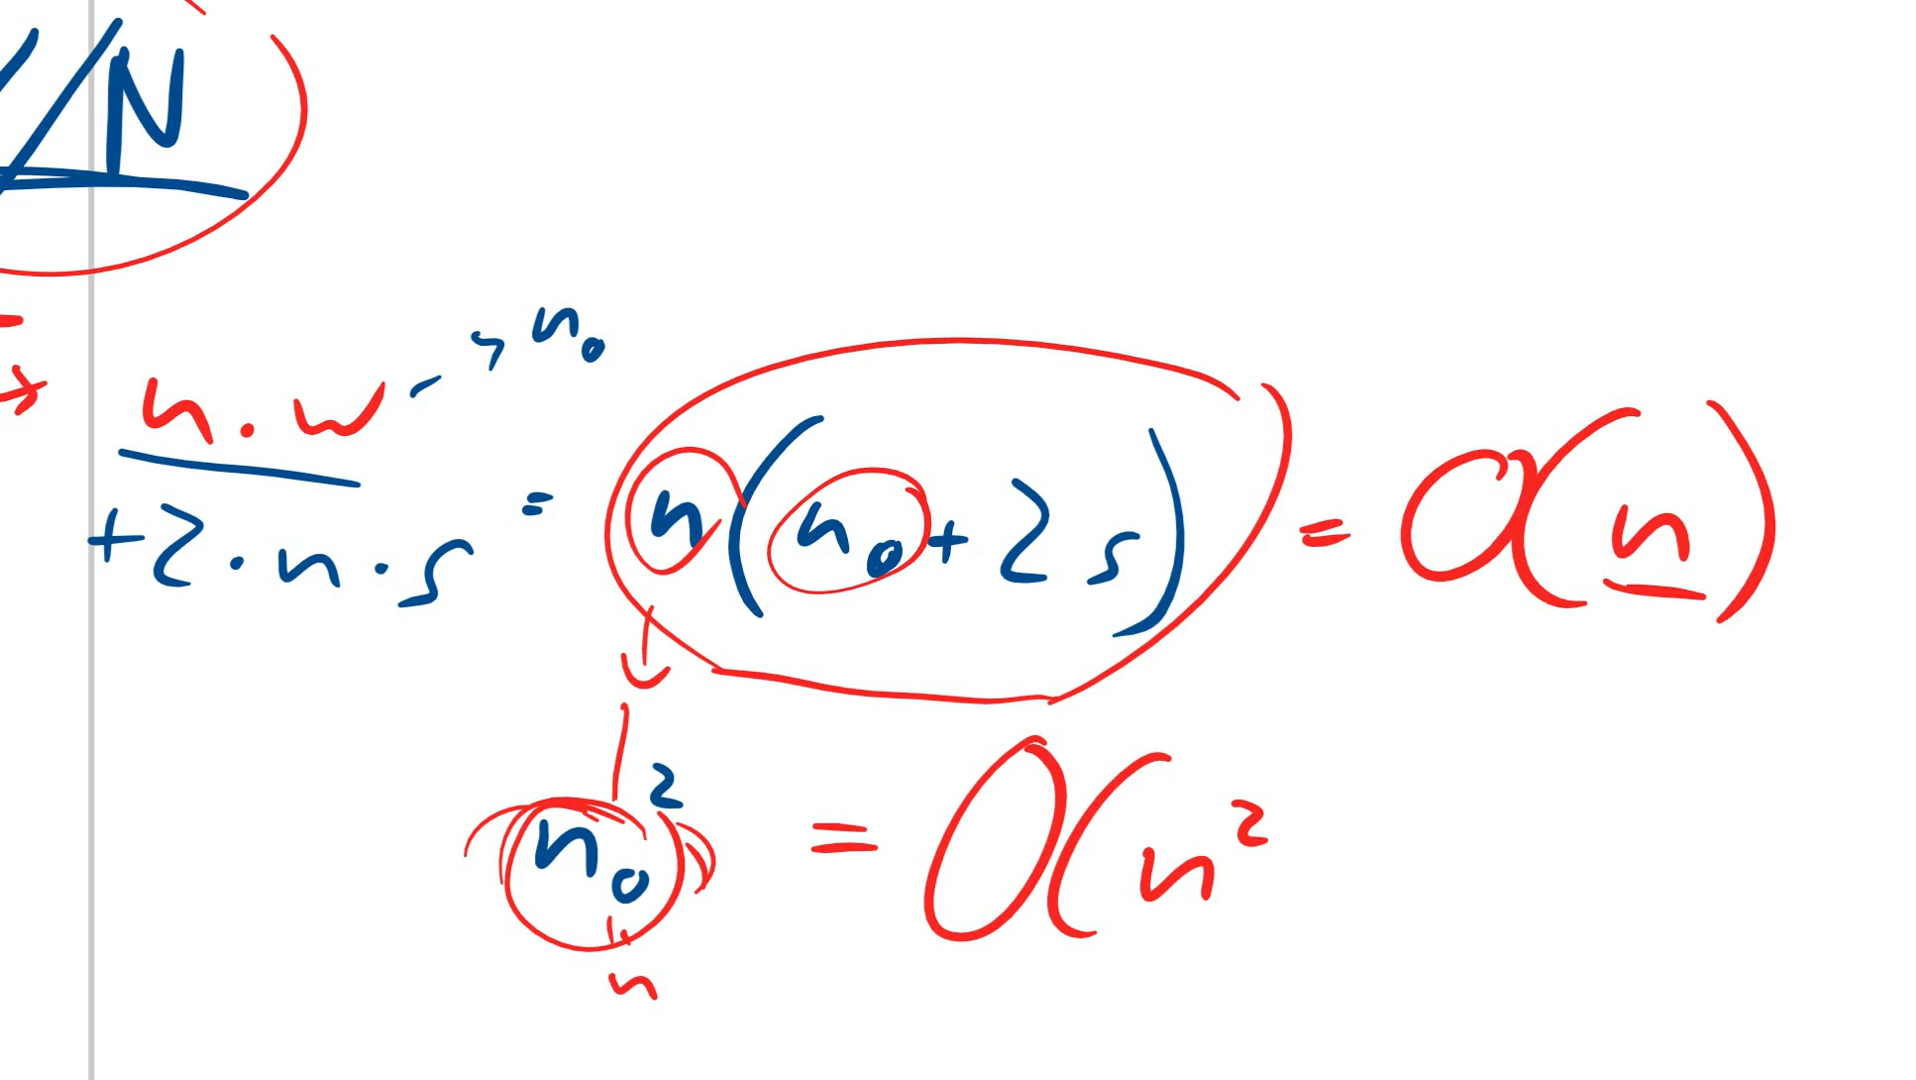 /N
n₀
n · w
+2 · n · s = n(n₀+2s) = O(n)
n₀² = O(n²
n